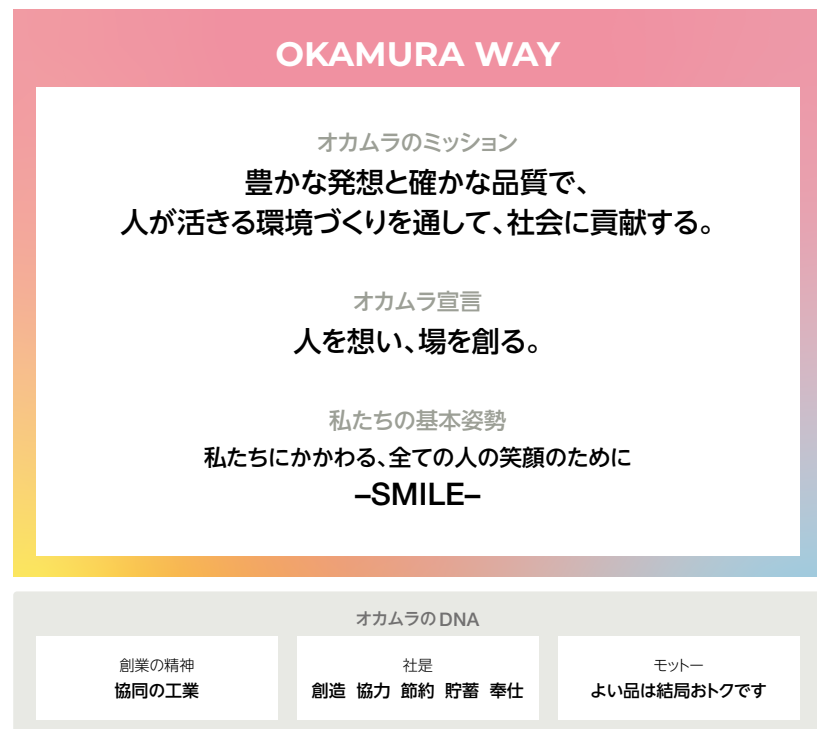 OKAMURA WAY
オカムラのミッション
豊かな発想と確かな品質で、
人が活きる環境づくりを通して、社会に貢献する。
オカムラ宣言
人を想い、場を創る。
私たちの基本姿勢
私たちにかかわる、全ての人の笑顔のために
–SMILE–
オカムラのDNA
創業の精神
協同の工業
社是
創造 協力 節約 貯蓄 奉仕
モットー
よい品は結局おトクです